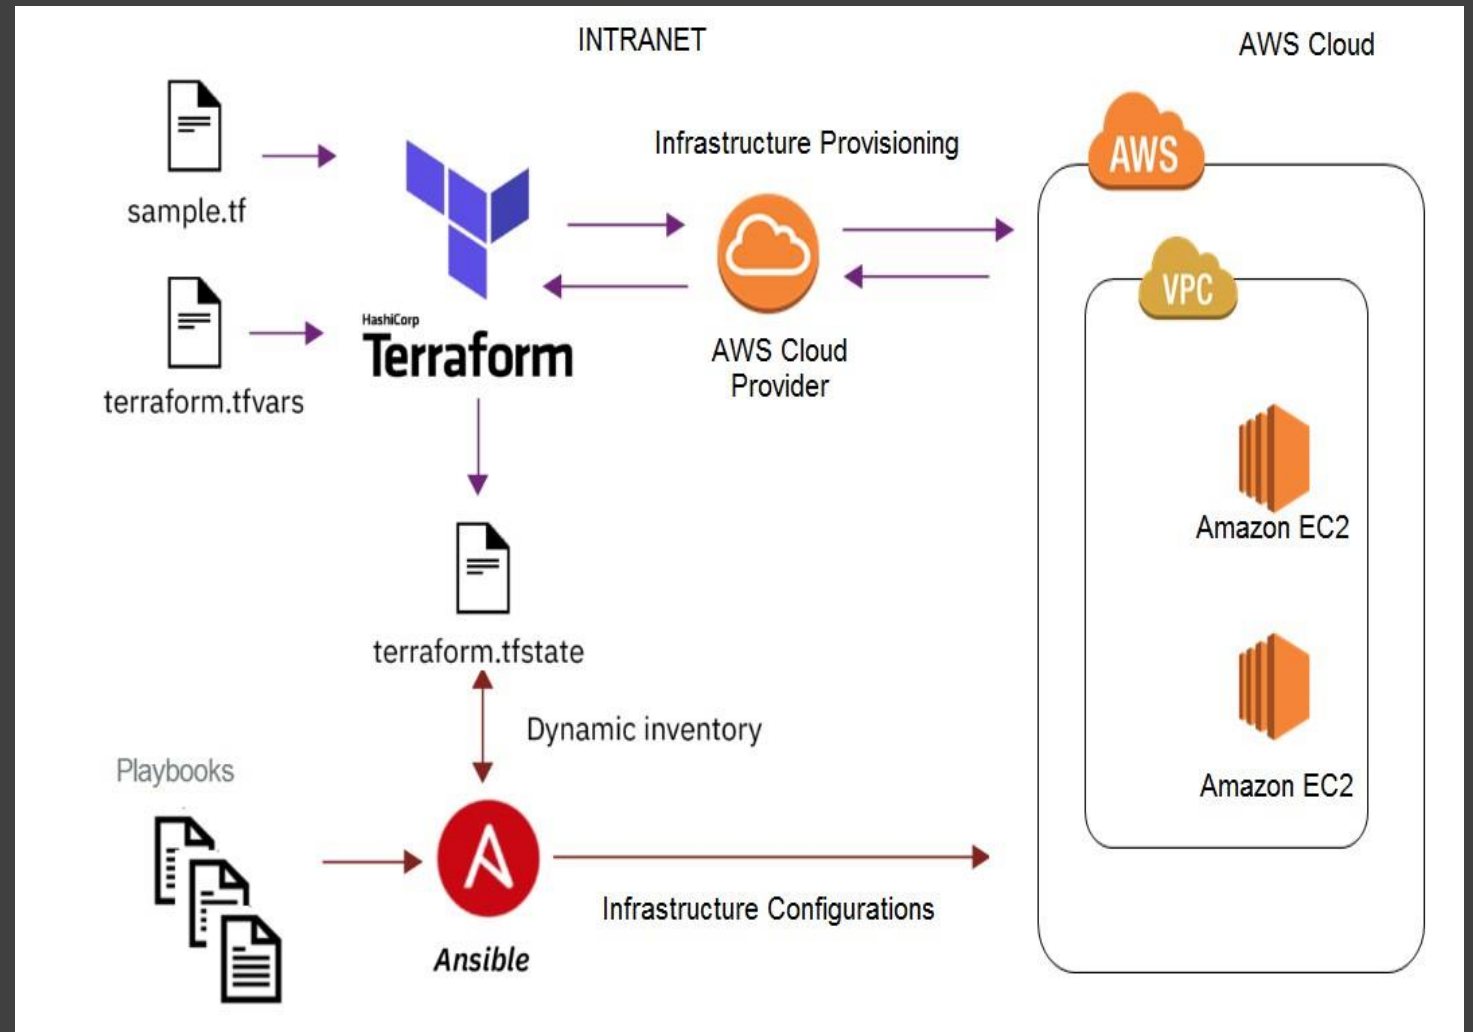 INTRANET
AWS Cloud
sample.tf
Infrastructure Provisioning
AWS
terraform.tfvars
HashiCorp
Terraform
AWS Cloud
Provider
VPC
Amazon EC2
terraform.tfstate
Dynamic inventory
Amazon EC2
Playbooks
Ansible
Infrastructure Configurations